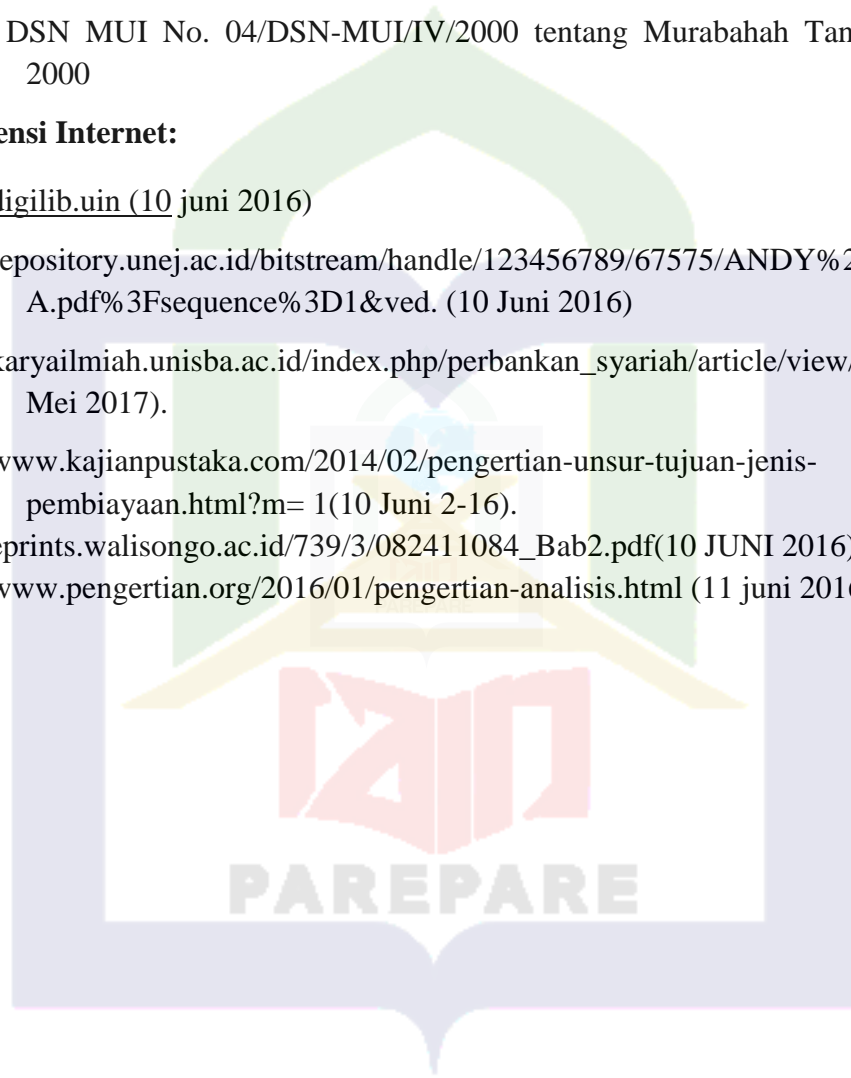 DSN MUI No. 04/DSN-MUI/IV/2000 tentang Murabahah Tan
2000
ensi Internet:
digilib.uin (10 juni 2016)
epository.unej.ac.id/bitstream/handle/123456789/67575/ANDY%2
A.pdf%3Fsequence%3D1&ved. (10 Juni 2016)
karyailmiah.unisba.ac.id/index.php/perbankan_syariah/article/view/
Mei 2017).
www.kajianpustaka.com/2014/02/pengertian-unsur-tujuan-jenis-
pembiayaan.html?m= 1(10 Juni 2-16).
eprints.walisongo.ac.id/739/3/082411084_Bab2.pdf(10 JUNI 2016)
www.pengertian.org/2016/01/pengertian-analisis.html (11 juni 2016
PAREPARE
PAREPARE